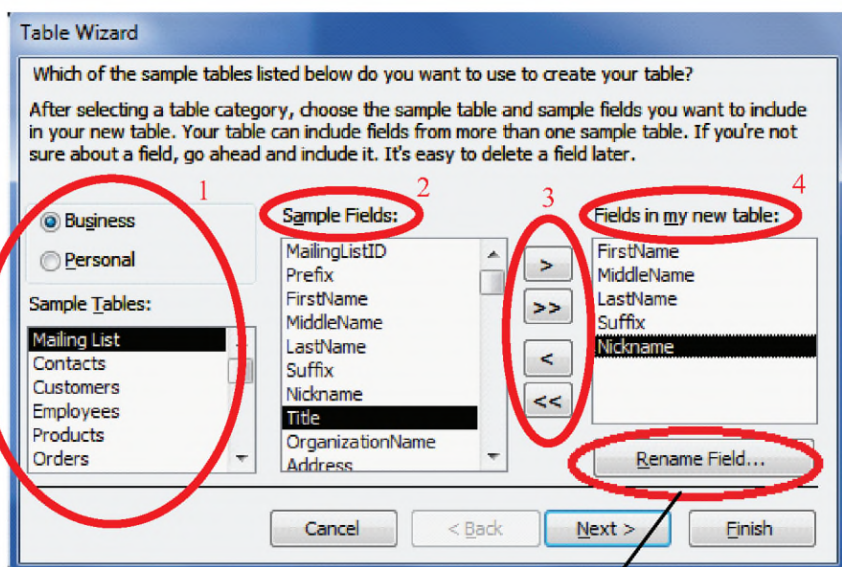 Table Wizard
Which of the sample tables listed below do you want to use to create your table?
After selecting a table category, choose the sample table and sample fields you want to include
in your new table. Your table can include fields from more than one sample table. If you're not
sure about a field, go ahead and include it. It's easy to delete a field later.
1
Business
Personal
Sample Tables:
Mailing List
Contacts
Customers
Employees
Products
Orders
2
Sample Fields:
MailingListID
Prefix
FirstName
MiddleName
LastName
Suffix
Nickname
Title
OrganizationName
Address
3
>
>>
<
<<
4
Fields in my new table:
FirstName
MiddleName
LastName
Suffix
Nickname
Rename Field...
Cancel
< Back
Next >
Finish